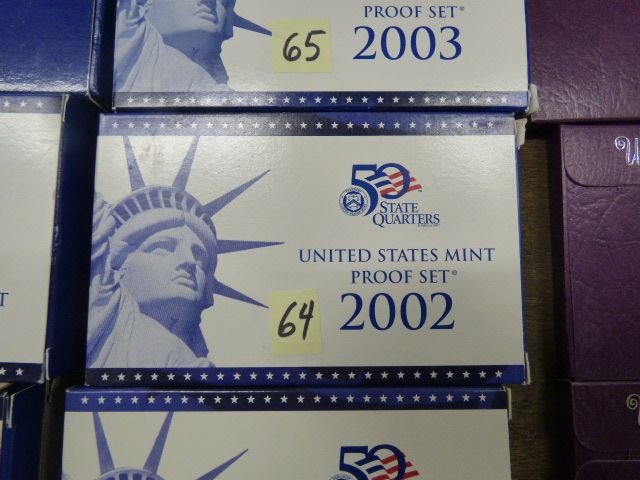 PROOF SET®
65
2003
50
STATE
QUARTERS
UNITED STATES MINT
PROOF SET®
64
2002
50
T